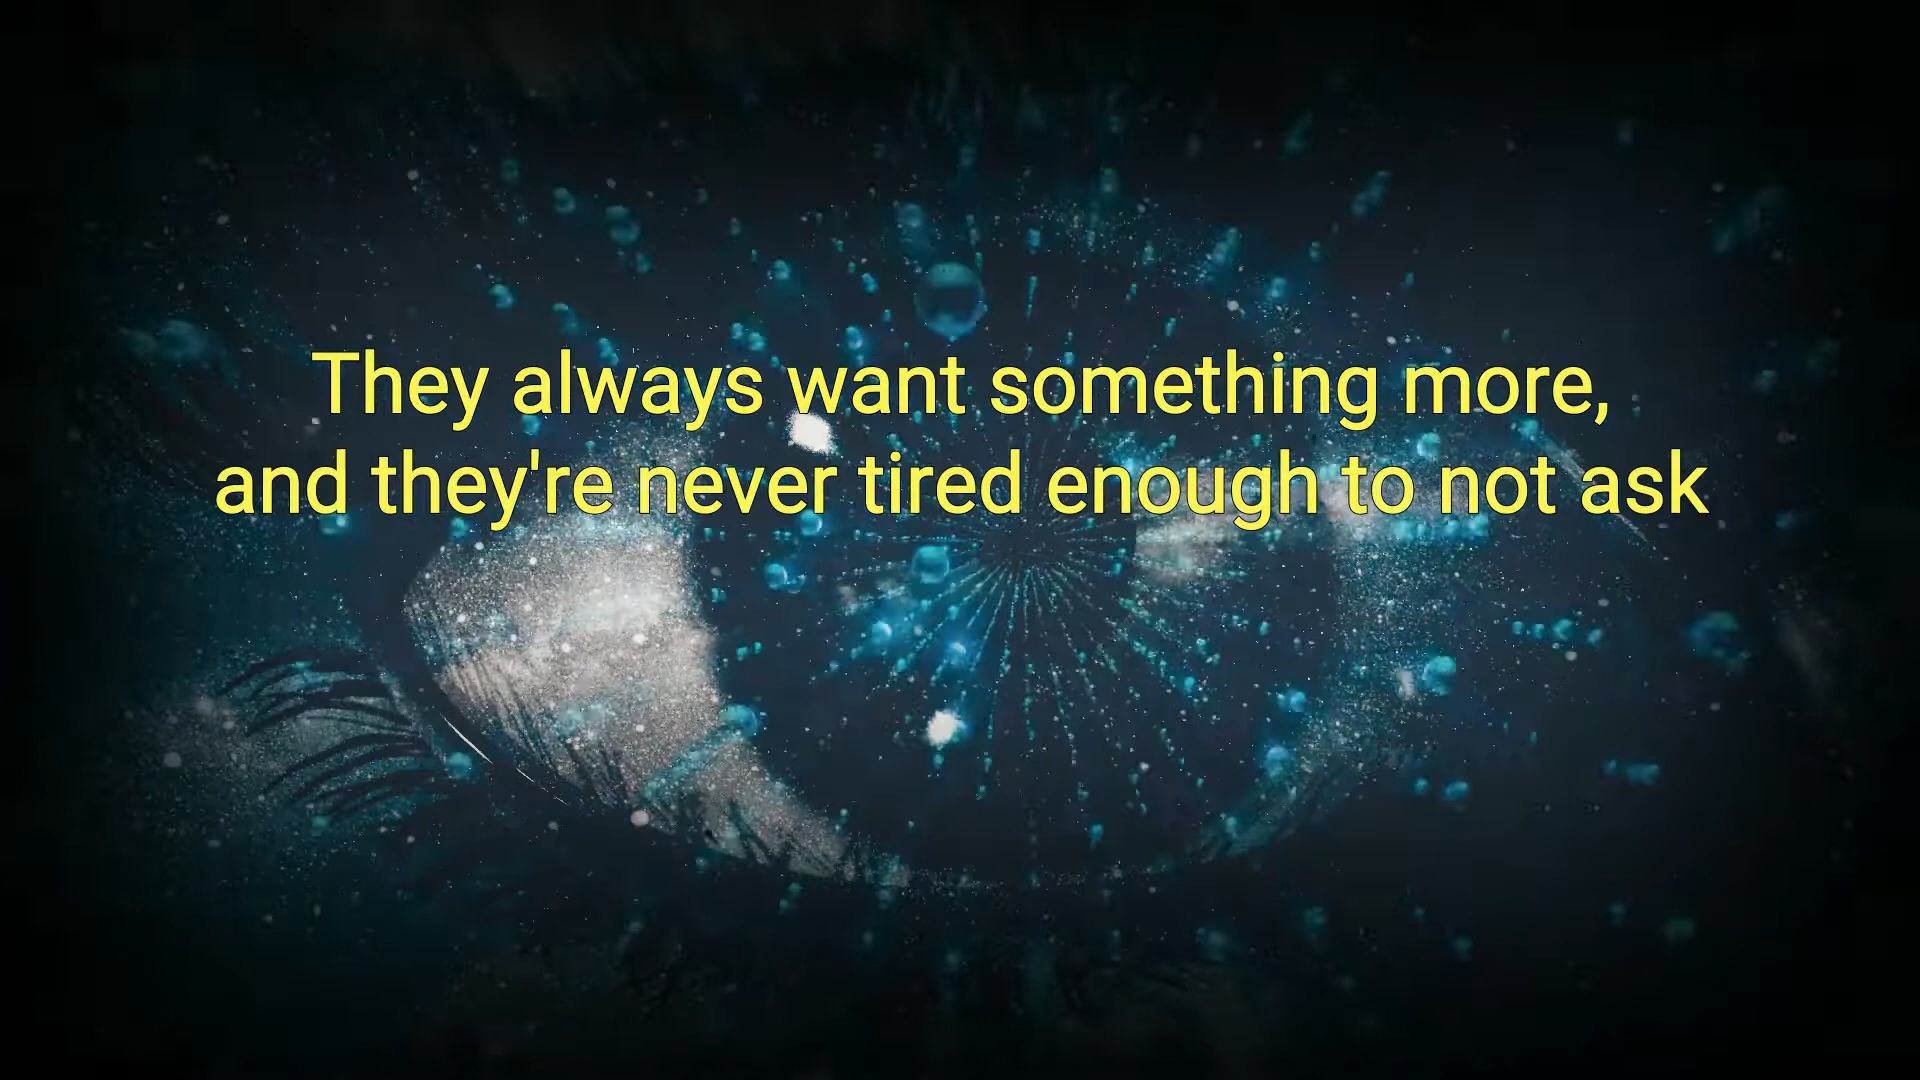 They always want something more,
and they're never tired enough to not ask